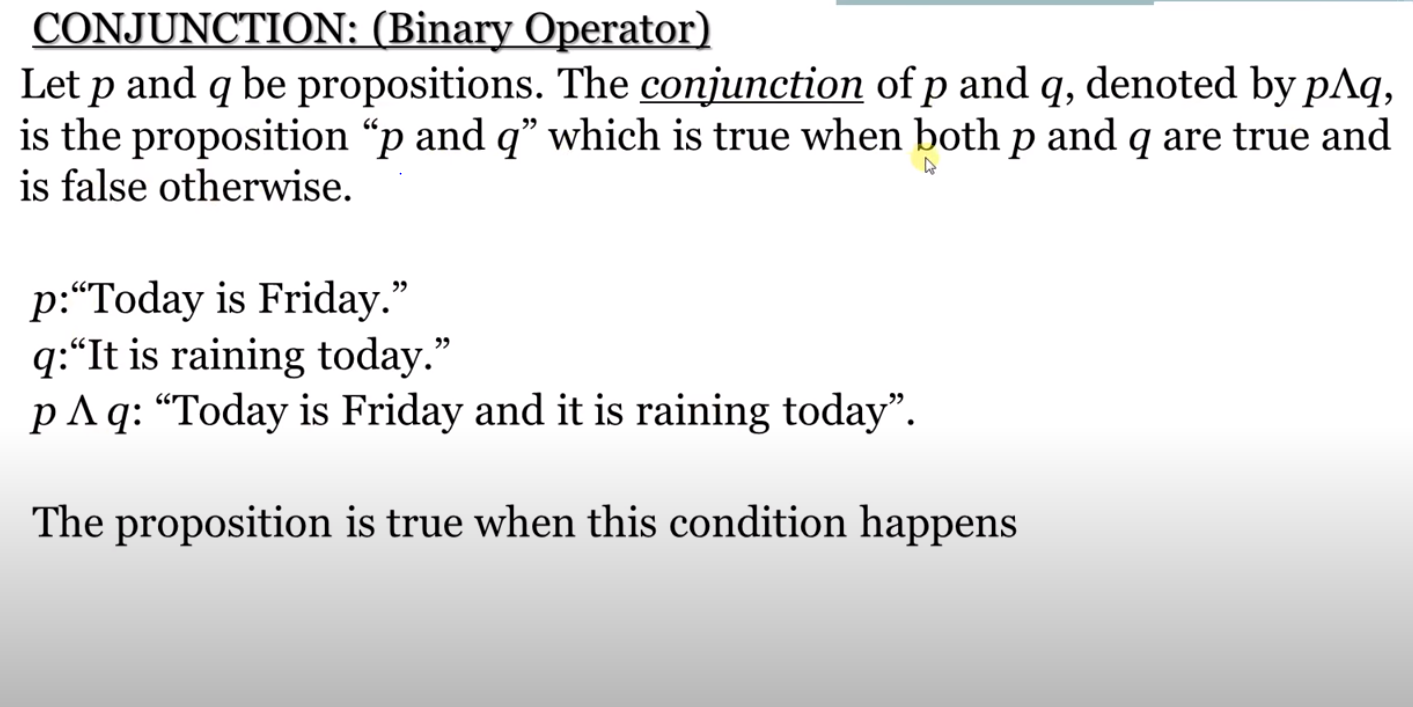 CONJUNCTION: (Binary Operator)
Let p and q be propositions. The conjunction of p and q, denoted by pΛq,
is the proposition “p and q” which is true when both p and q are true and
is false otherwise.
p:“Today is Friday.”
q:“It is raining today.”
p Λ q: “Today is Friday and it is raining today”.
The proposition is true when this condition happens